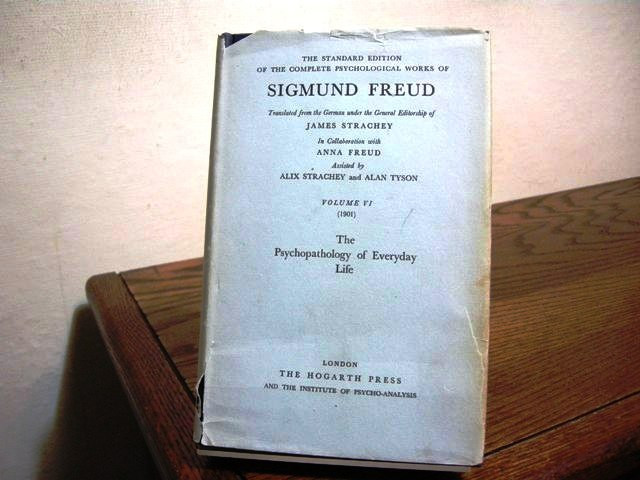 THE STANDARD EDITION
OF THE COMPLETE PSYCHOLOGICAL WORKS OF
SIGMUND FREUD
Translated from the German under the General Editorship of
JAMES STRACHEY
In Collaboration with
ANNA FREUD
Assisted by
ALIX STRACHEY and ALAN TYSON
VOLUME VI
(1901)
The
Psychopathology of Everyday
Life
LONDON
THE HOGARTH PRESS
AND THE INSTITUTE OF PSYCHO-ANALYSIS